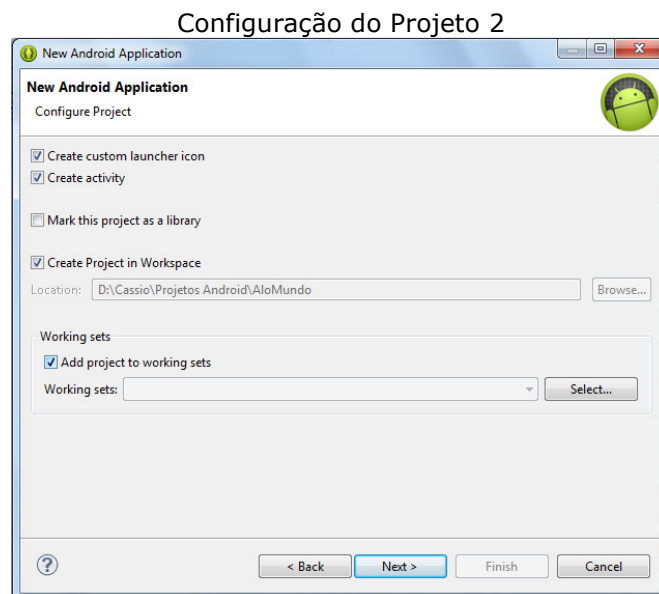 Configuração do Projeto 2
New Android Application
New Android Application
Configure Project
Create custom launcher icon
Create activity
Mark this project as a library
Create Project in Workspace
Location: D:\Cassio\Projetos Android\AloMundo Browse...
Working sets
Add project to working sets
Working sets: Select...
? < Back Next > Finish Cancel